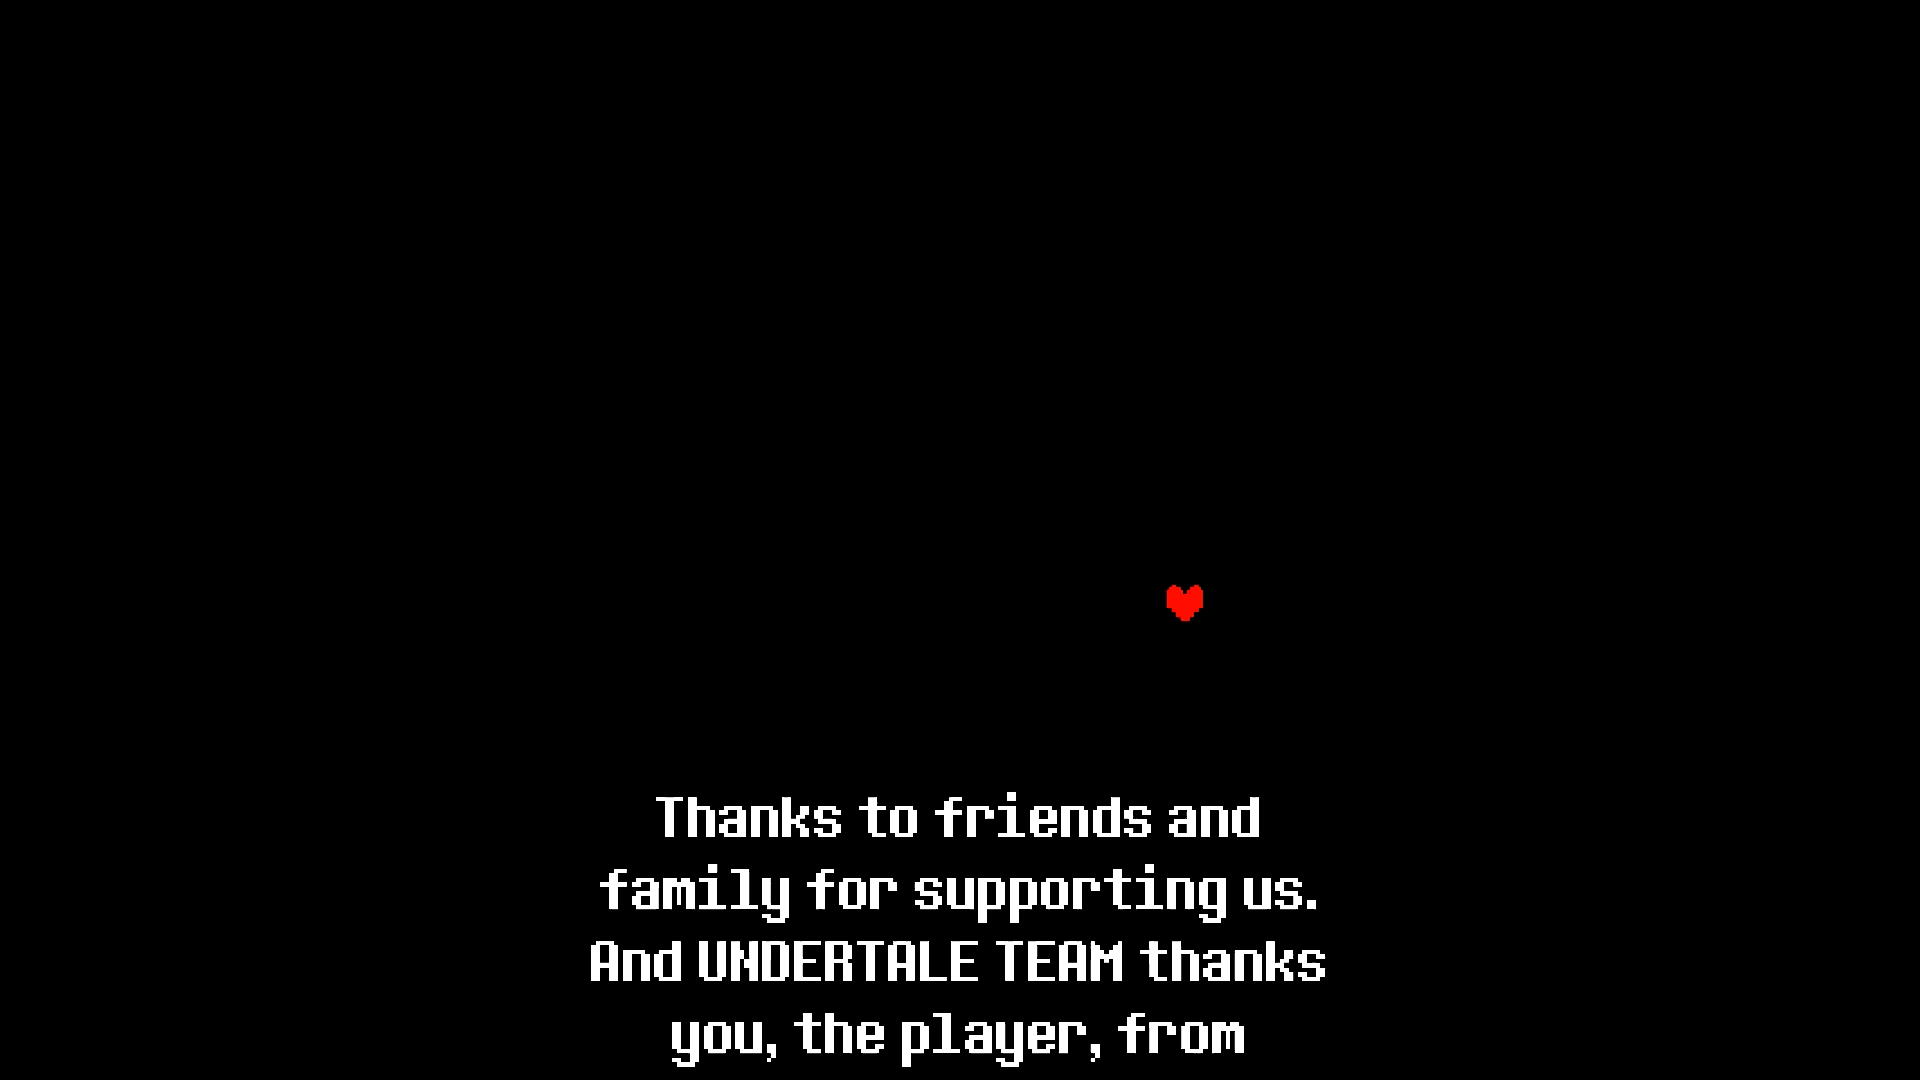 Thanks to friends and
family for supporting us.
And UNDERTALE TEAM thanks
you, the player, from